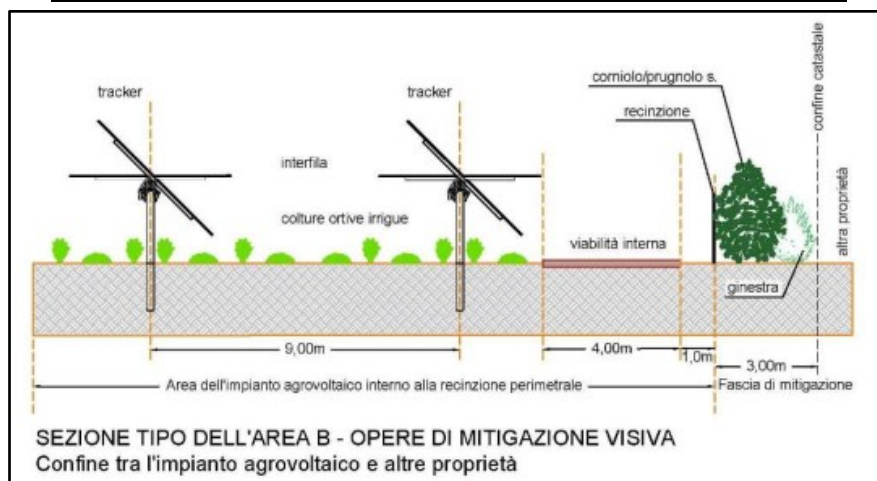 corniolo/prugnolo s.
tracker
tracker
recinzione
confine catastale
interfila
altra proprietà
colture ortive irrigue
viabilità interna
ginestra
9,00m
4,00m
1,0m
3,00m
Area dell'impianto agrovoltaico interno alla recinzione perimetrale
Fascia di mitigazione
SEZIONE TIPO DELL'AREA B - OPERE DI MITIGAZIONE VISIVA
Confine tra l'impianto agrovoltaico e altre proprietà